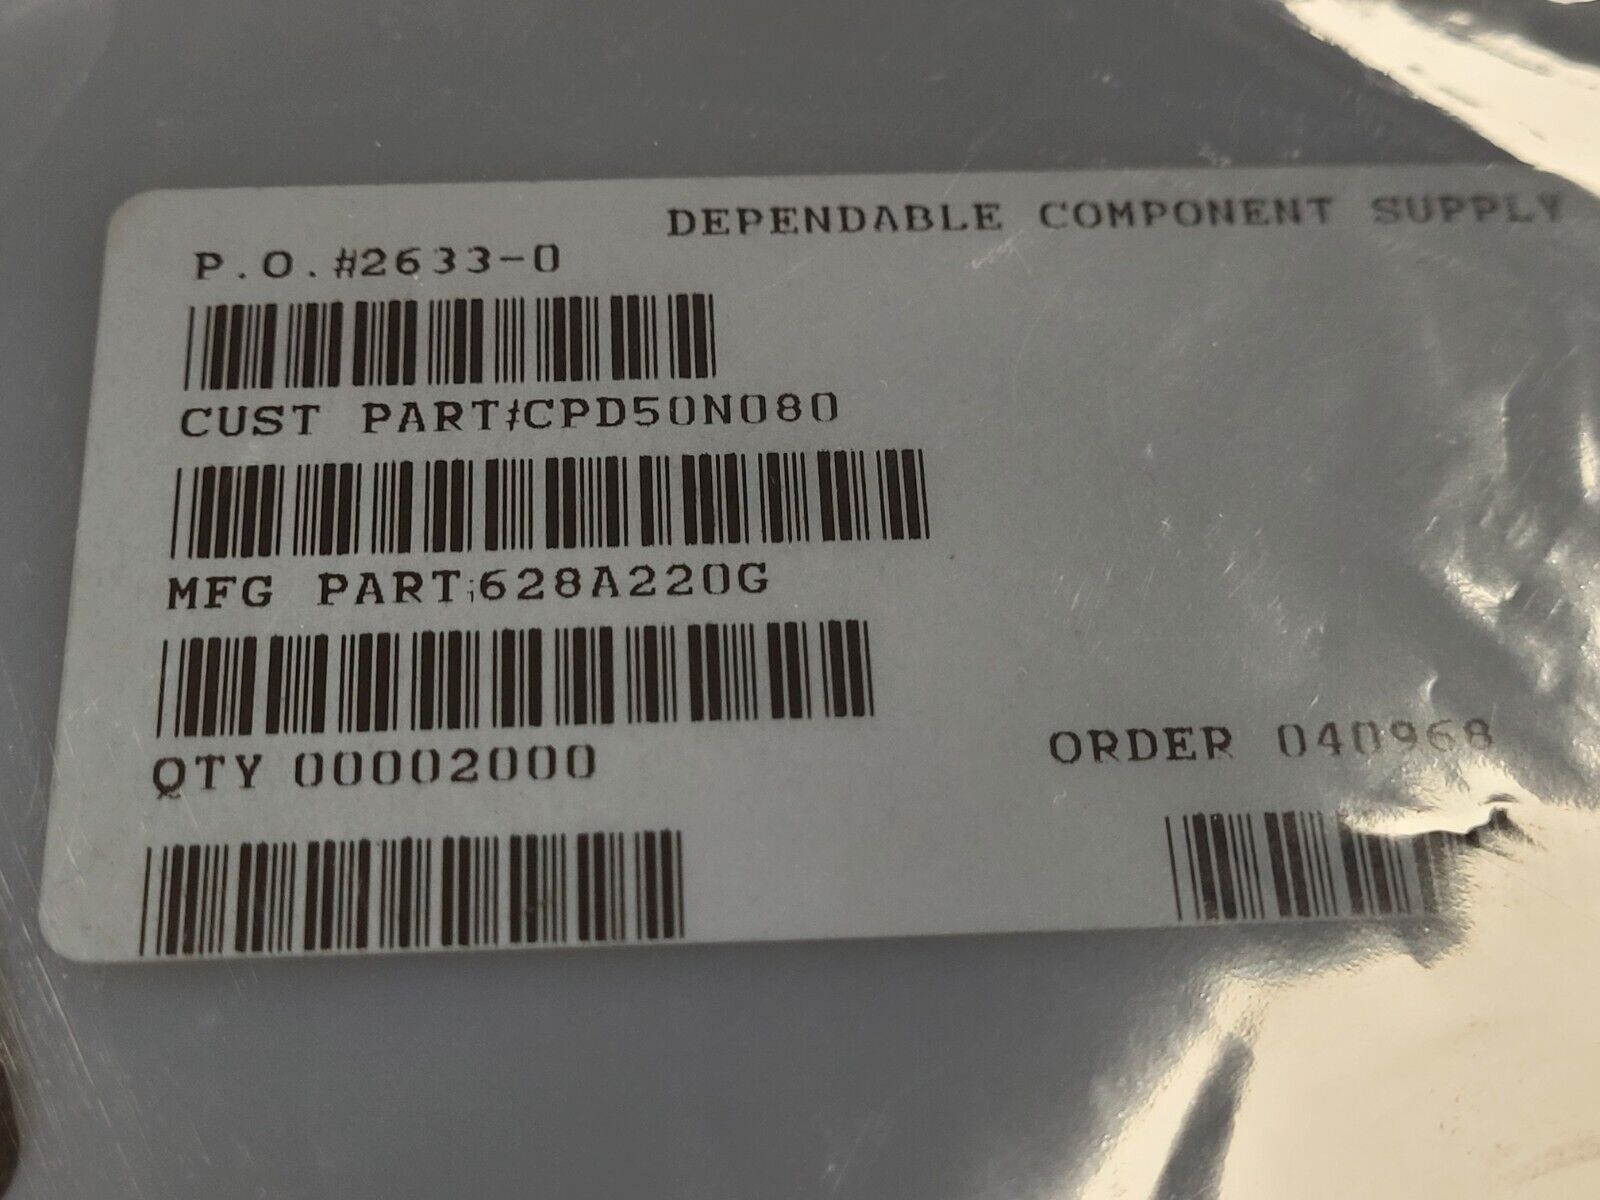 DEPENDABLE COMPONENT SUPPLY
P.O.#2633-0
CUST PART#CPD50N080
MFG PART:628A220G
QTY 00002000
ORDER 040968